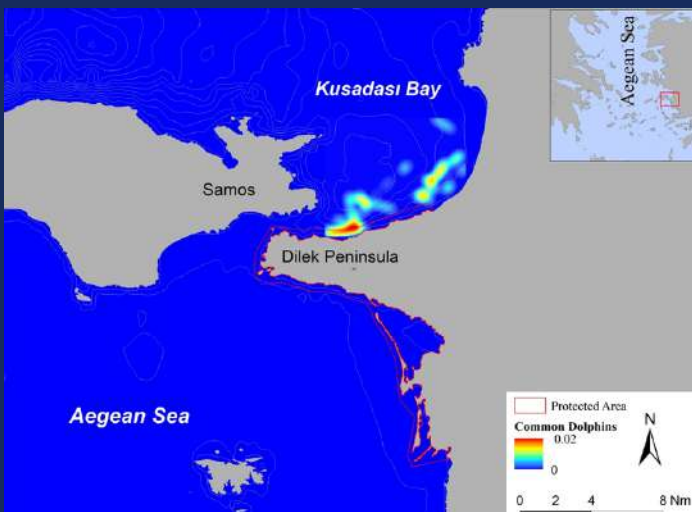 Kusadası Bay
Aegean Sea
Samos
Dilek Peninsula
Aegean Sea
Protected Area
Common Dolphins
0.02
0
N
0 2 4 8 Nm